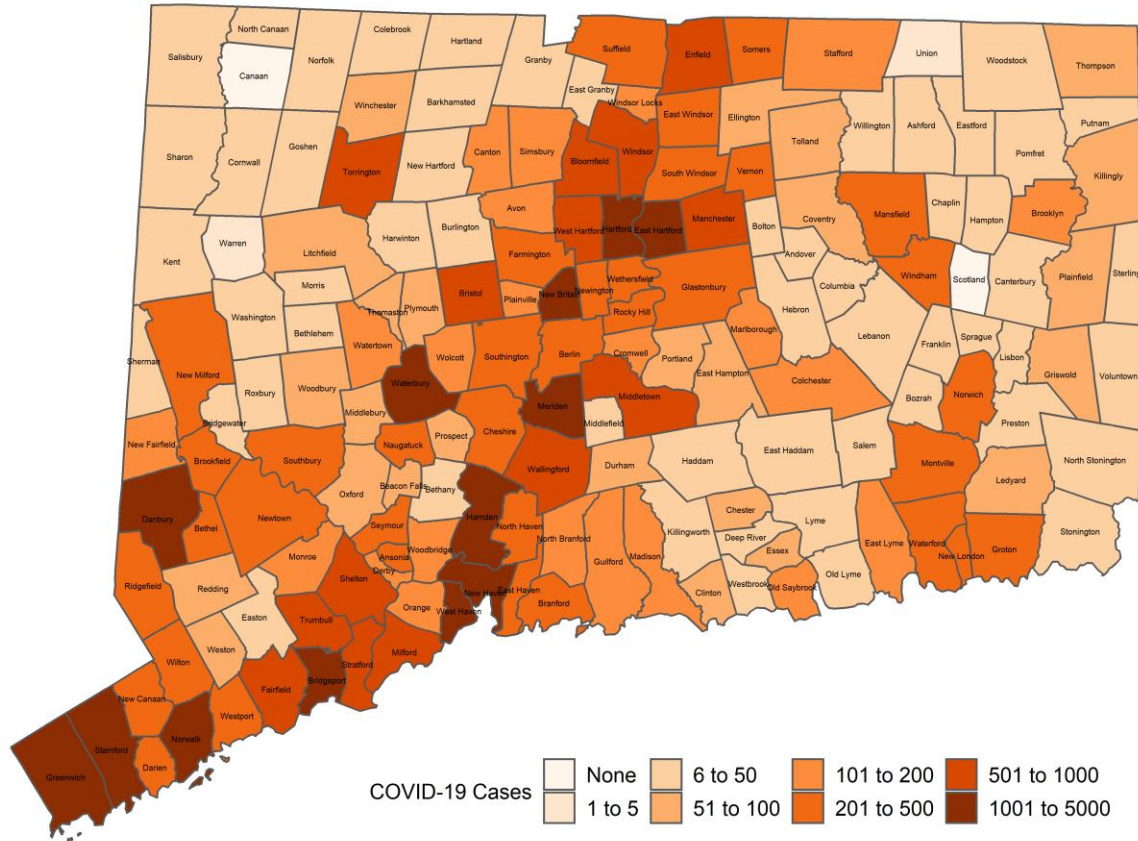 North Canaan
Colebrook
Hartland
Salisbury
Canaan
Norfolk
Granby
Suffield
Enfield
Somers
Stafford
Union
Woodstock
Thompson
Winchester
Barkhamsted
East Granby
Windsor Locks
East Windsor
Ellington
Willington
Ashford
Eastford
Putnam
Sharon
Cornwall
Goshen
Torrington
New Hartford
Canton
Simsbury
Bloomfield
Windsor
South Windsor
Vernon
Tolland
Pomfret
Killingly
Kent
Warren
Litchfield
Harwinton
Burlington
Avon
West Hartford
Hartford
East Hartford
Manchester
Bolton
Coventry
Mansfield
Chaplin
Hampton
Brooklyn
Farmington
Andover
Columbia
Windham
Scotland
Canterbury
Plainfield
Sterling
Morris
Washington
Bethlehem
Thomaston
Plymouth
Bristol
Plainville
New Britain
Newington
Wethersfield
Rocky Hill
Glastonbury
Hebron
Sherman
New Milford
Roxbury
Woodbury
Watertown
Wolcott
Southington
Berlin
Cromwell
Portland
East Hampton
Marlborough
Colchester
Lebanon
Franklin
Sprague
Lisbon
Griswold
Voluntown
Waterbury
Middlebury
Meriden
Middletown
Middlefield
Bozrah
Norwich
Preston
Bridgewater
New Fairfield
Brookfield
Southbury
Naugatuck
Prospect
Cheshire
Wallingford
Durham
Haddam
East Haddam
Salem
Montville
North Stonington
Danbury
Bethel
Newtown
Oxford
Beacon Falls
Bethany
Hamden
North Haven
Ledyard
Seymour
Ansonia
Derby
Woodbridge
North Branford
Guilford
Madison
Killingworth
Chester
Deep River
Essex
Lyme
East Lyme
Waterford
New London
Groton
Stonington
Ridgefield
Redding
Monroe
Shelton
Orange
New Haven
West Haven
East Haven
Branford
Clinton
Westbrook
Old Saybrook
Old Lyme
Easton
Weston
Trumbull
Wilton
Stratford
Milford
Bridgeport
Fairfield
New Canaan
Westport
Norwalk
Darien
Stamford
Greenwich
COVID-19 Cases
None
6 to 50
101 to 200
501 to 1000
1 to 5
51 to 100
201 to 500
1001 to 5000